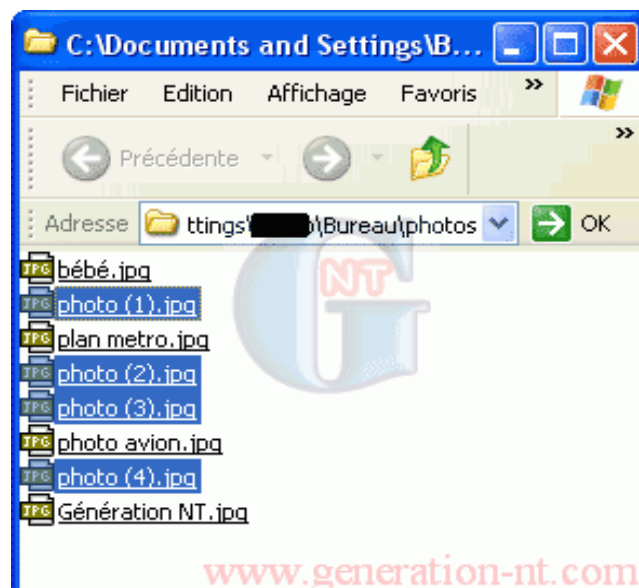 C:\Documents and Settings\B...
Fichier Edition Affichage Favoris »
Précédente »
Adresse ttings\ \Bureau\photos OK
bébé.jpg
photo (1).jpg
plan metro.jpg
photo (2).jpg
photo (3).jpg
photo avion.jpg
photo (4).jpg
Génération NT.jpg
GNT
www.generation-nt.com